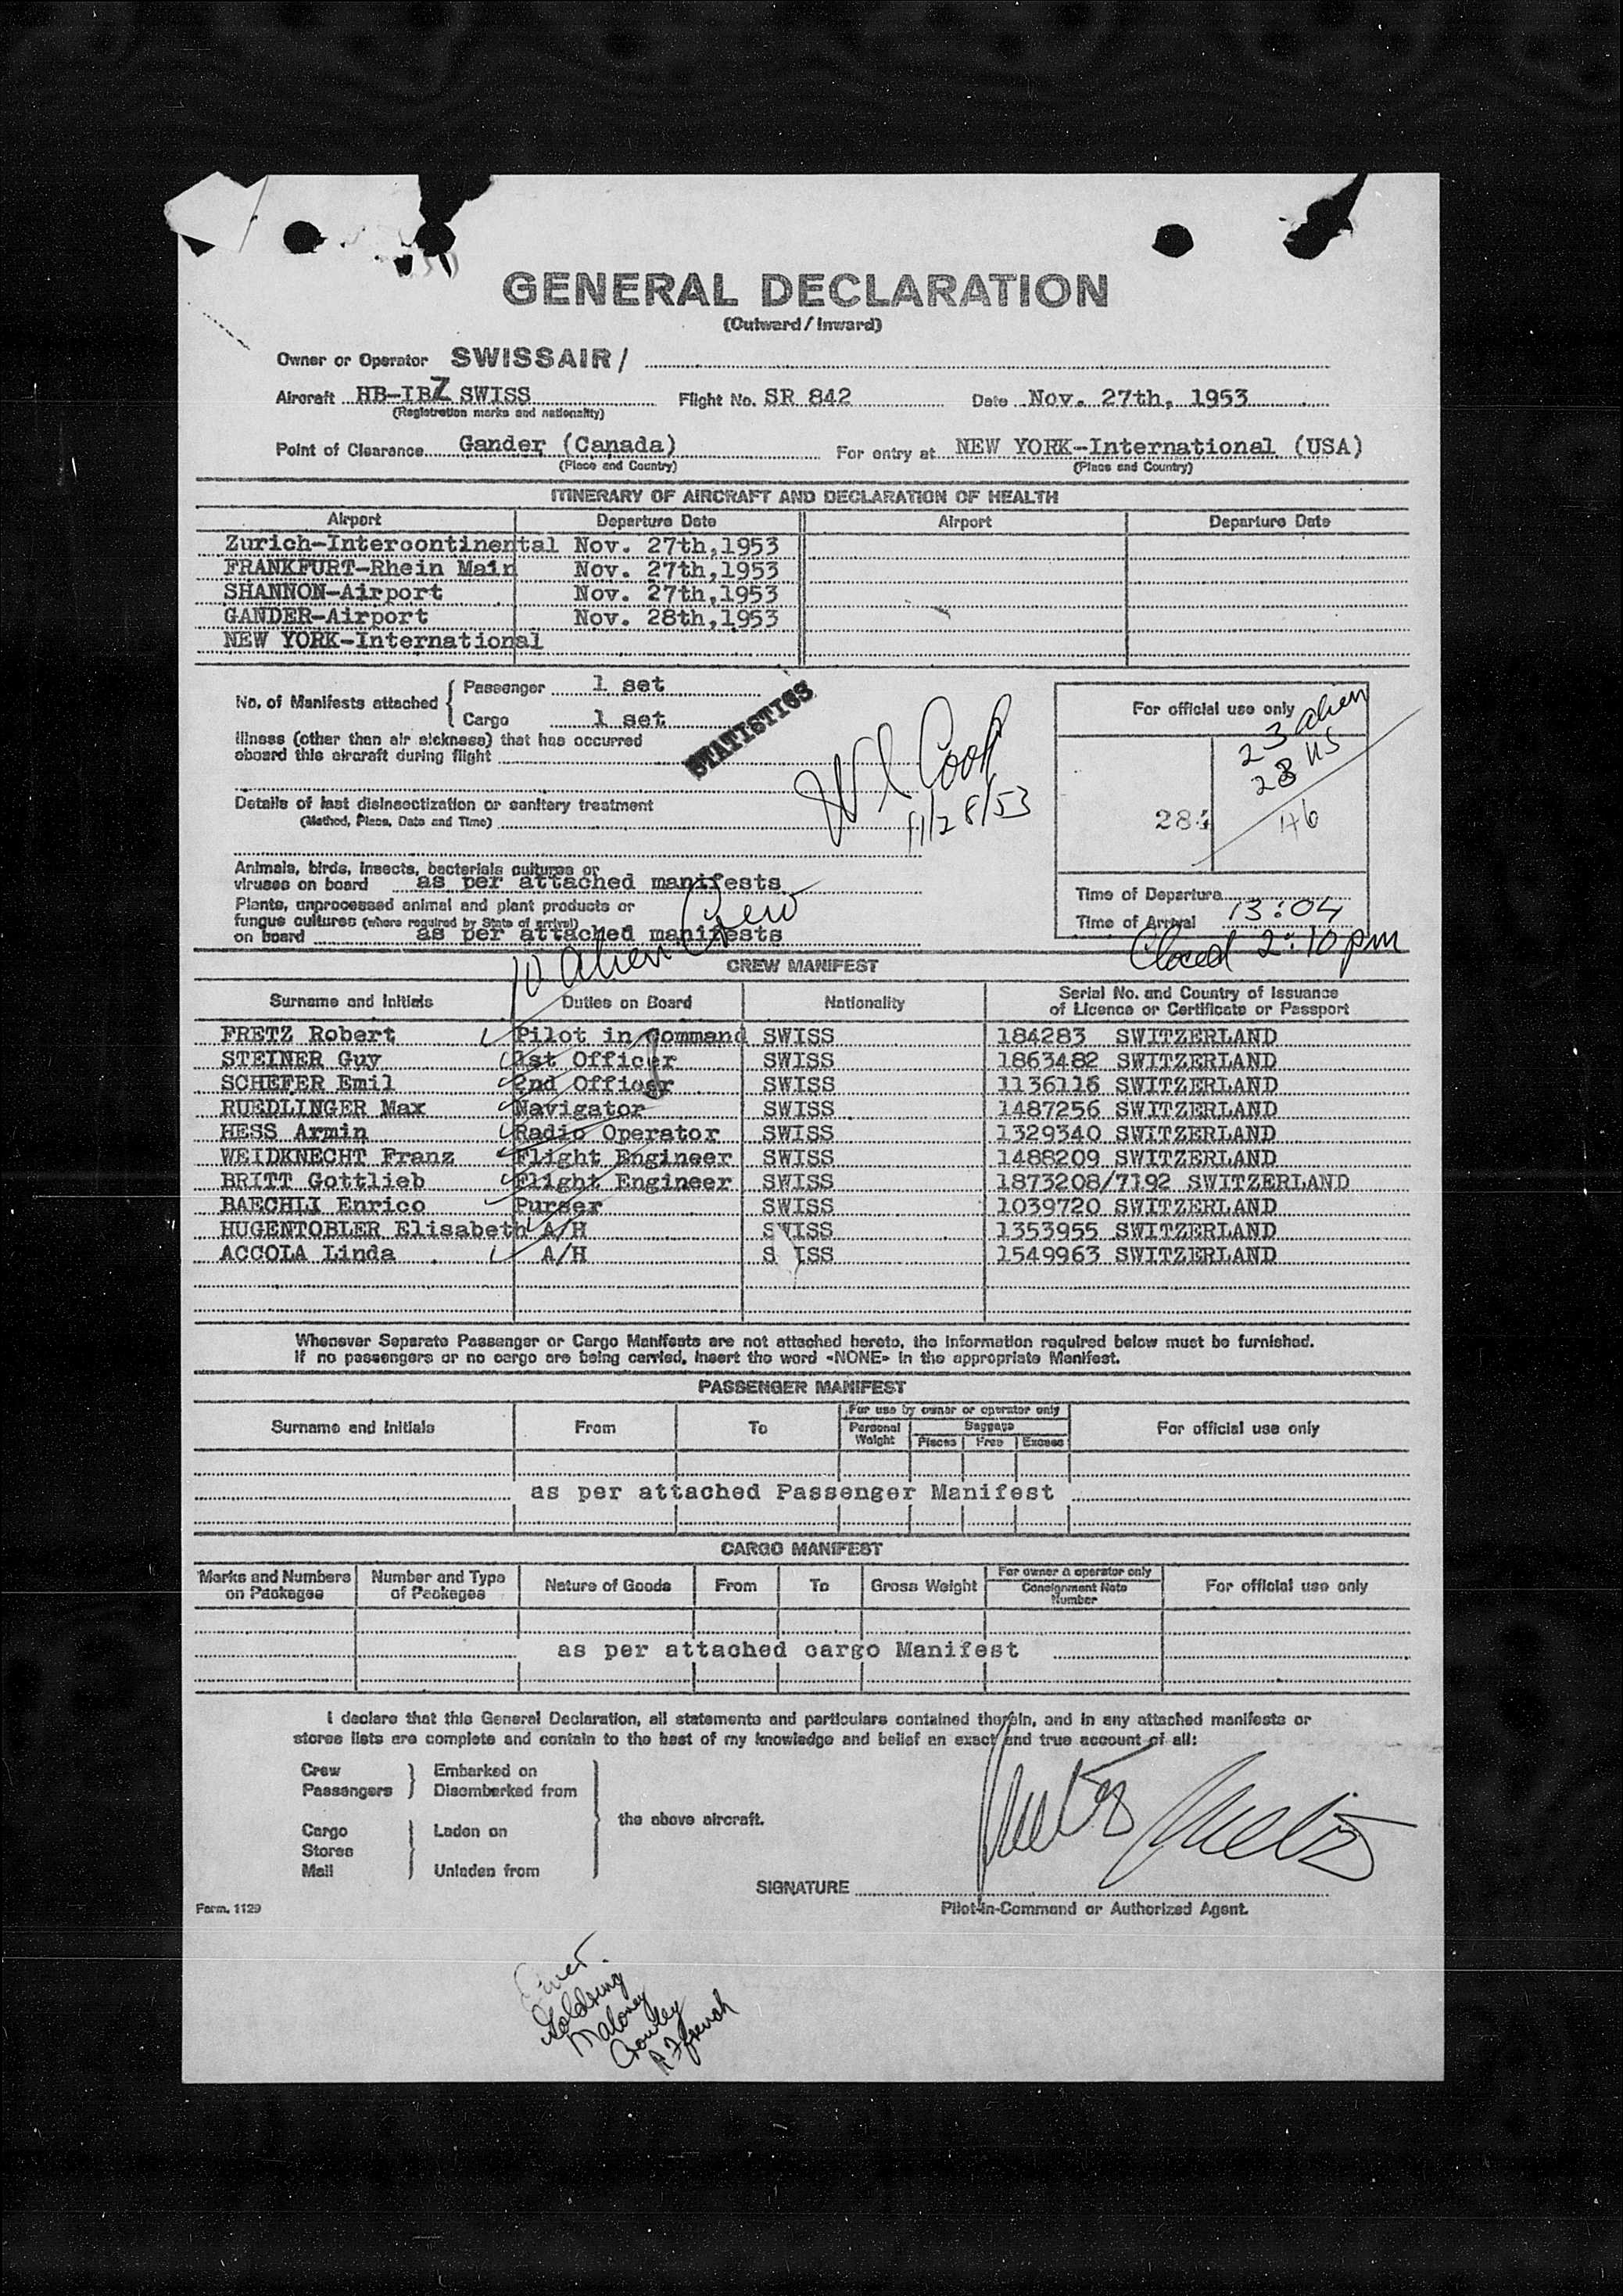 GENERAL DECLARATION
(Outward / Inward)
Owner or Operator SWISSAIR /
Aircraft HB-IBZ SWISS Flight No. SR 842 Date Nov. 27th, 1953
(Registration marks and nationality)
Point of Clearance Gander (Canada) For entry at NEW YORK-International (USA)
(Place and Country) (Place and Country)
ITINERARY OF AIRCRAFT AND DECLARATION OF HEALTH
Airport Departure Date Airport Departure Date
Zurich-Intercontinental Nov. 27th,1953
FRANKFURT-Rhein Main Nov. 27th,1953
SHANNON-Airport Nov. 27th,1953
GANDER-Airport Nov. 28th,1953
NEW YORK-International
No. of Manifests attached { Passenger 1 set
Cargo 1 set
STATISTICS
Illness (other than air sickness) that has occurred
aboard this aircraft during flight
Details of last disinsectization or sanitary treatment
(Method, Place, Date and Time)
W L Cook
11/28/53
For official use only
23 alien
23 US
46
Animals, birds, insects, bacterials cultures or
viruses on board as per attached manifests
Plants, unprocessed animal and plant products or
fungus cultures (where required by State of arrival)
on board as per attached manifests
Time of Departure
Time of Arrival 13:04
Closed 2:10 pm
10 alien Crew
CREW MANIFEST
Surname and Initials Duties on Board Nationality Serial No. and Country of Issuance
of Licence or Certificate or Passport
FRETZ Robert Pilot in Command SWISS 184283 SWITZERLAND
STEINER Guy 1st Officer SWISS 1863482 SWITZERLAND
SCHEFER Emil 2nd Officer SWISS 1136116 SWITZERLAND
RUEDLINGER Max Navigator SWISS 1487256 SWITZERLAND
HESS Armin Radio Operator SWISS 1329340 SWITZERLAND
WEIDKNECHT Franz Flight Engineer SWISS 1488209 SWITZERLAND
BRITT Gottlieb Flight Engineer SWISS 1873208/7192 SWITZERLAND
BAECHLI Enrico Purser SWISS 1039720 SWITZERLAND
HUGENTOBLER Elisabeth A/H SWISS 1353955 SWITZERLAND
ACCOLA Linda A/H S ISS 1549963 SWITZERLAND
Whenever Separate Passenger or Cargo Manifests are not attached hereto, the information required below must be furnished.
If no passengers or no cargo are being carried, insert the word «NONE» in the appropriate Manifest.
PASSENGER MANIFEST
Surname and Initials From To For use by owner or operator only For official use only
Personal Weight Baggage
Pieces Free Excess
as per attached Passenger Manifest
CARGO MANIFEST
Marks and Numbers on Packages Number and Type of Packages Nature of Goods From To Gross Weight For owner & operator only Consignment Note Number For official use only
as per attached cargo Manifest
I declare that this General Declaration, all statements and particulars contained therein, and in any attached manifests or
stores lists are complete and contain to the best of my knowledge and belief an exact and true account of all:
Crew Embarked on
Passengers Disembarked from
the above aircraft.
Cargo Laden on
Stores
Mail Unladen from
SIGNATURE
Form. 1129 Pilot-in-Command or Authorized Agent.
Goldring
Maloney
Crowley